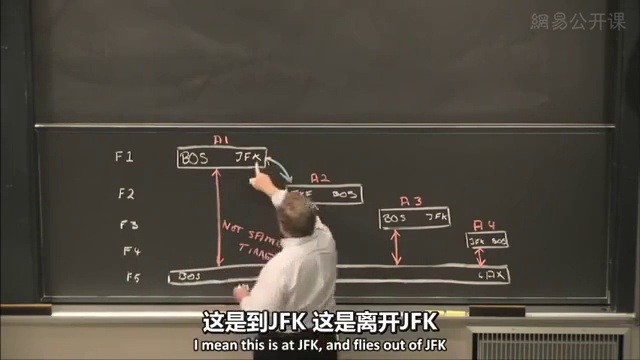 網易公开课
A1
F1 BOS JFK
A2
F2 BOS
A3
F3 BOS JFK
A4
NOT SAME
TIME
F4 JFK BOS
F5 BOS LAX
这是到JFK 这是离开JFK
I mean this is at JFK, and flies out of JFK